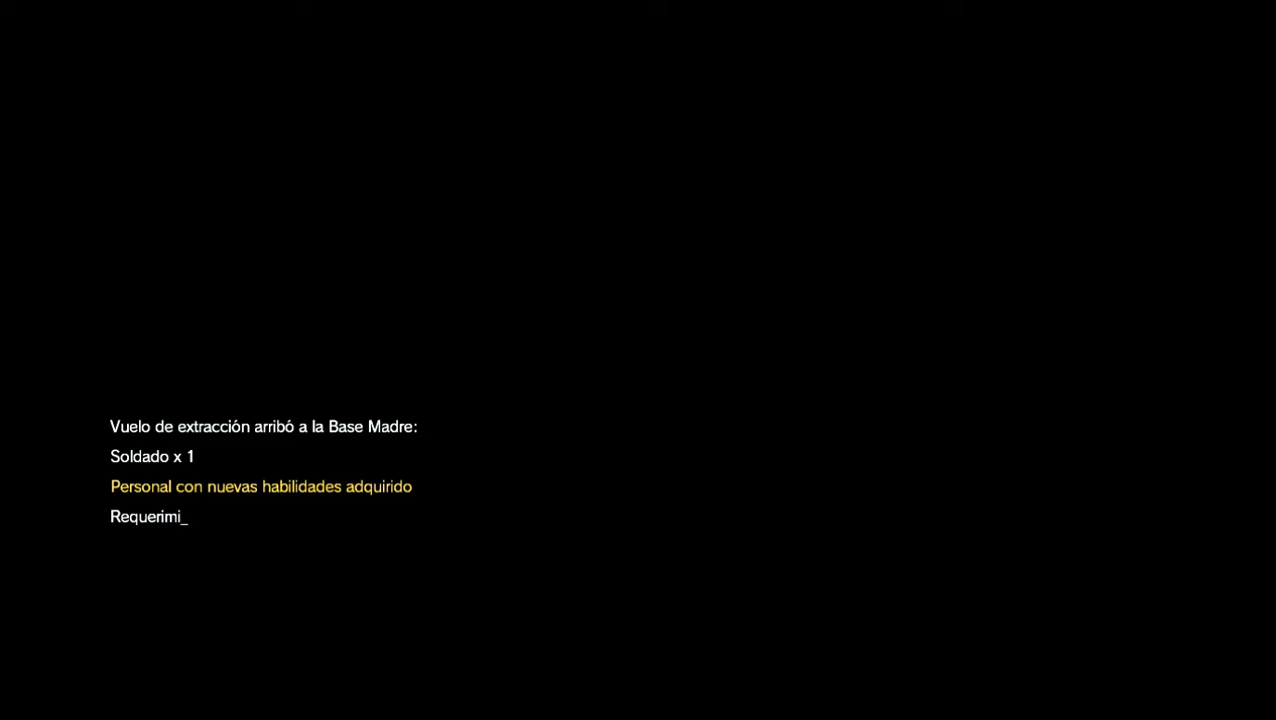 Vuelo de extracción arribó a la Base Madre:
Soldado x 1
Personal con nuevas habilidades adquirido
Requerimi_